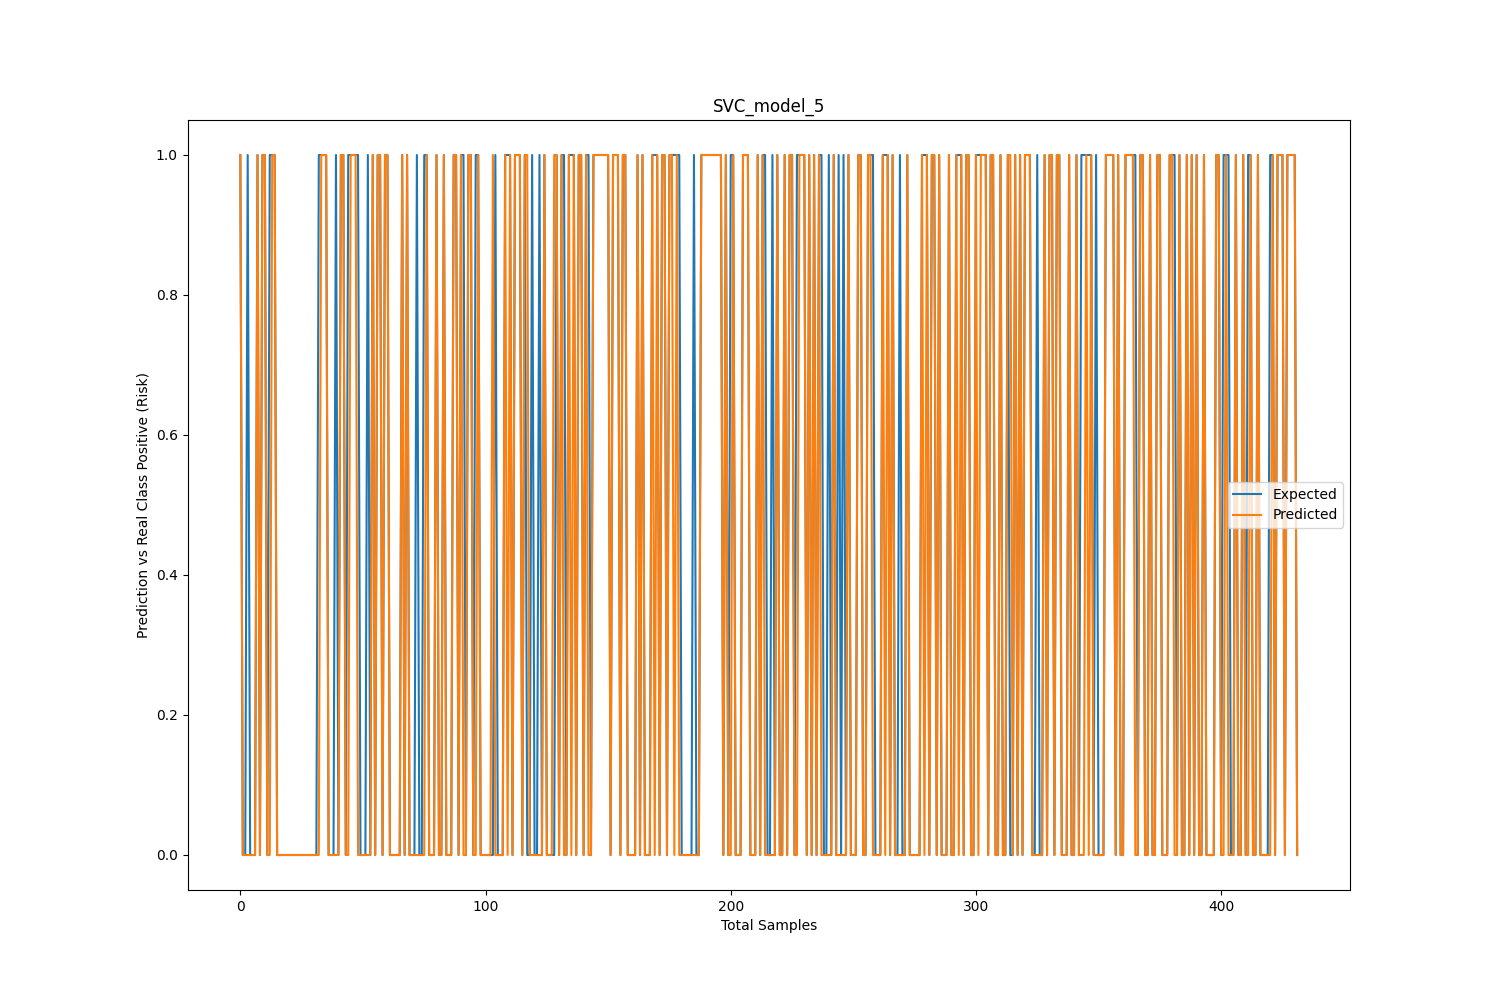 SVC_model_5
Prediction vs Real Class Positive (Risk)
1.0
0.8
0.6
0.4
0.2
0.0
Expected
Predicted
0 100 200 300 400
Total Samples